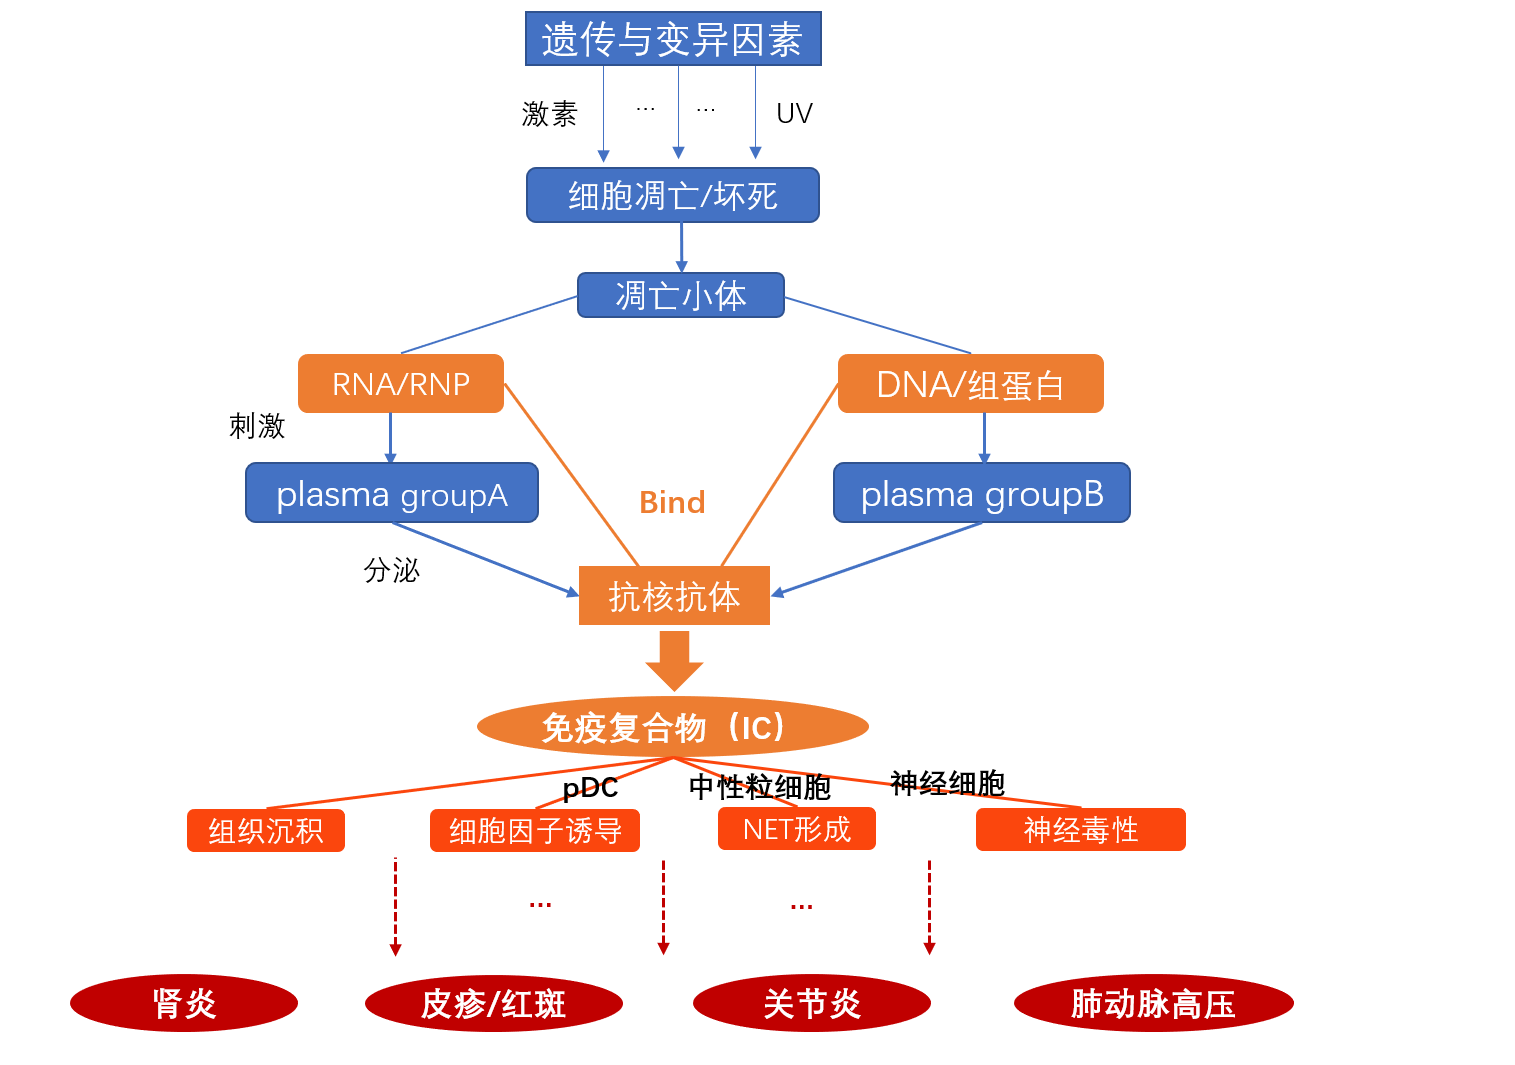 遗传与变异因素
激素
...
...
UV
细胞凋亡/坏死
凋亡小体
RNA/RNP
DNA/组蛋白
刺激
plasma groupA
plasma groupB
Bind
分泌
抗核抗体
免疫复合物（IC）
pDC
中性粒细胞
神经细胞
组织沉积
细胞因子诱导
NET形成
神经毒性
...
...
肾炎
皮疹/红斑
关节炎
肺动脉高压